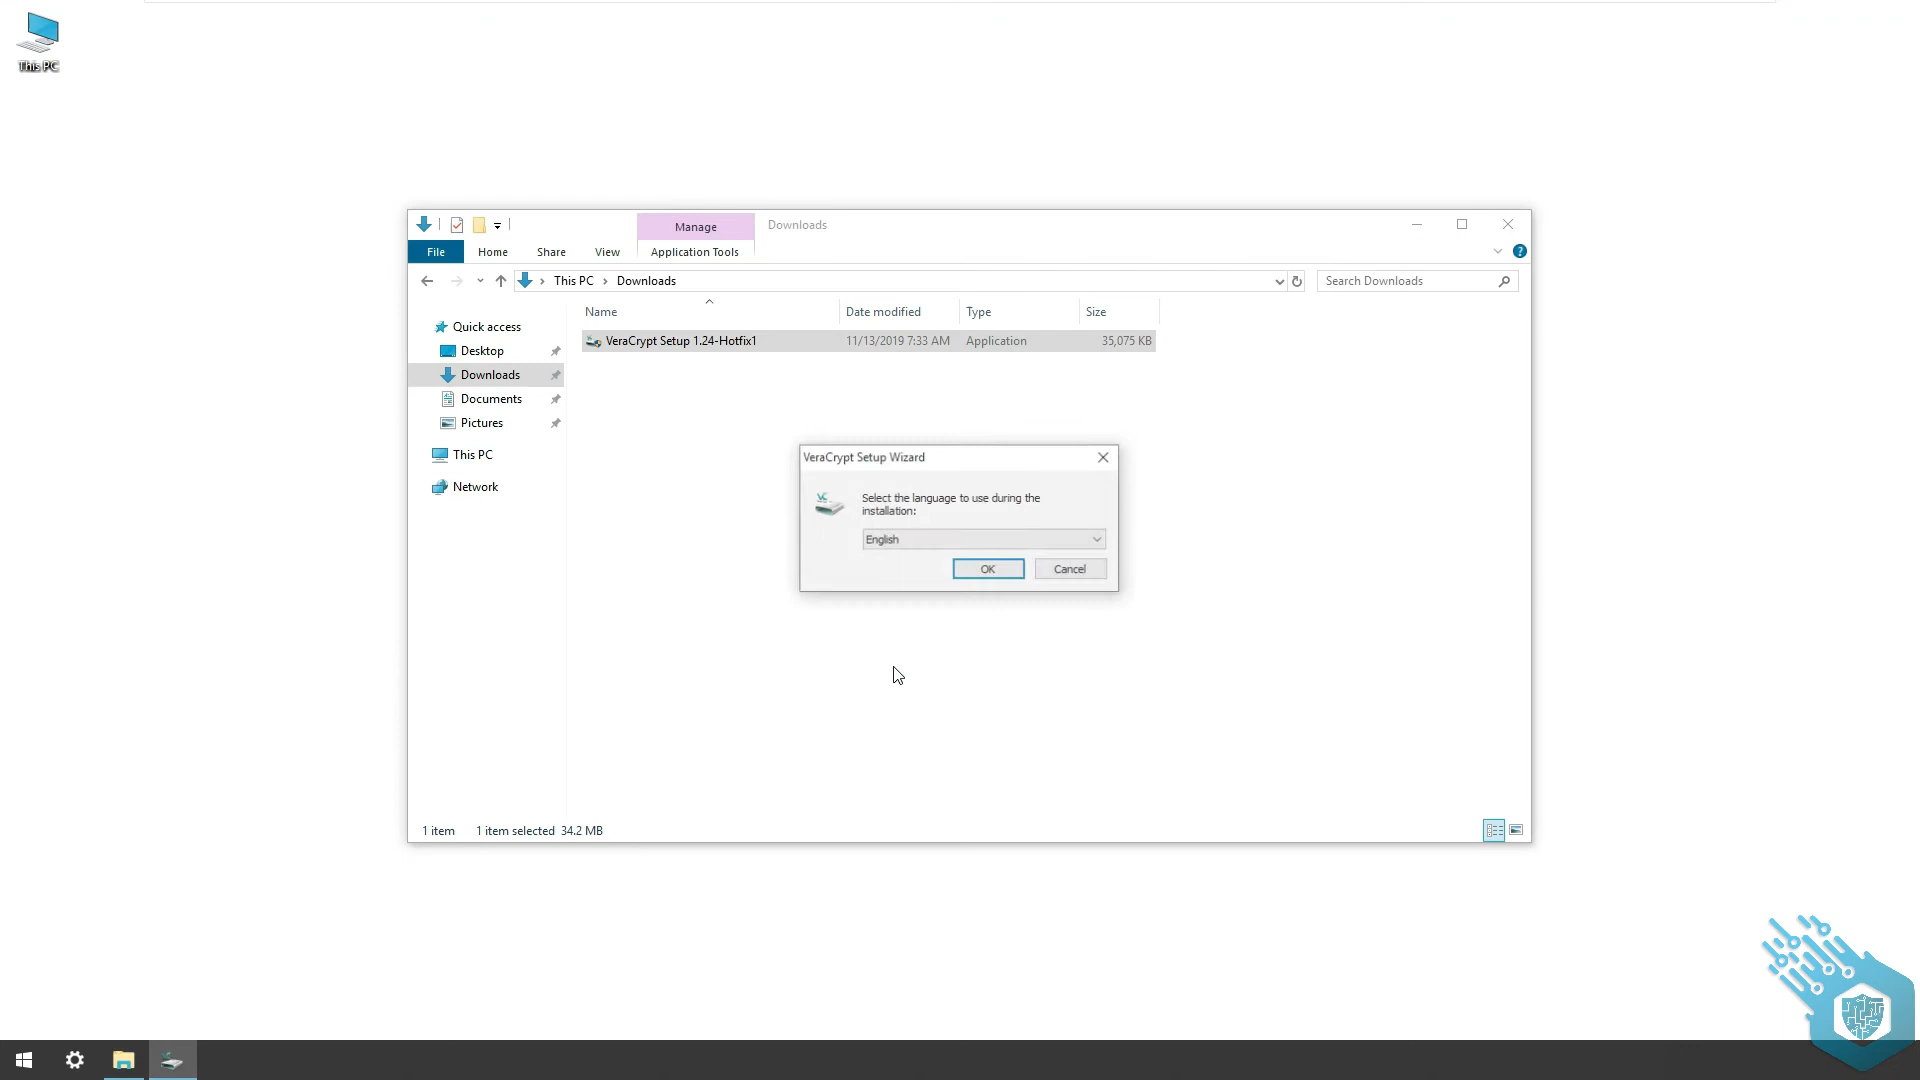 This PC
Manage
Downloads
File
Home
Share
View
Application Tools
This PC
Downloads
Search Downloads
Name
Date modified
Type
Size
Quick access
VeraCrypt Setup 1.24-Hotfix1
11/13/2019 7:33 AM
Application
35,075 KB
Desktop
Downloads
Documents
Pictures
This PC
Network
VeraCrypt Setup Wizard
VC
Select the language to use during the
installation:
English
OK
Cancel
1 item
1 item selected 34.2 MB